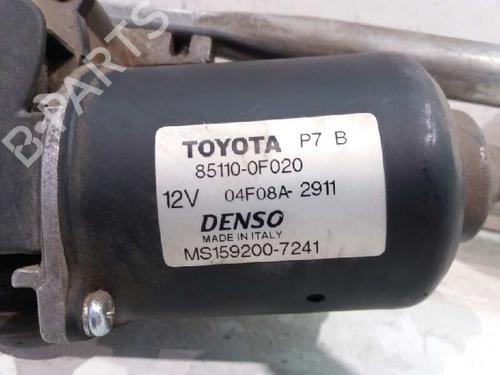 B-PARTS
TOYOTA P7 B
85110-0F020
12V 04F08A-2911
DENSO
MADE IN ITALY
MS159200-7241